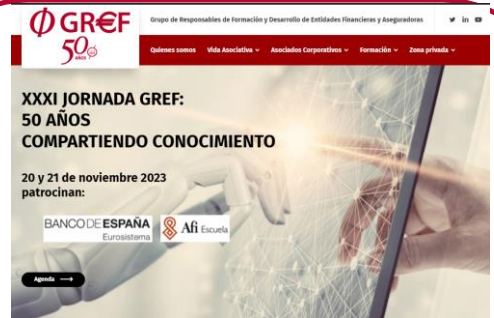 GR€F
50
AÑOS
Grupo de Responsables de Formación y Desarrollo de Entidades Financieras y Aseguradoras
Quienes somos Vida Asociativa Asociados Corporativos Formación Zona privada
XXXI JORNADA GREF:
50 AÑOS
COMPARTIENDO CONOCIMIENTO
20 y 21 de noviembre 2023
patrocinan:
BANCO DE ESPAÑA
Eurosistema
Afi Escuela
Agenda